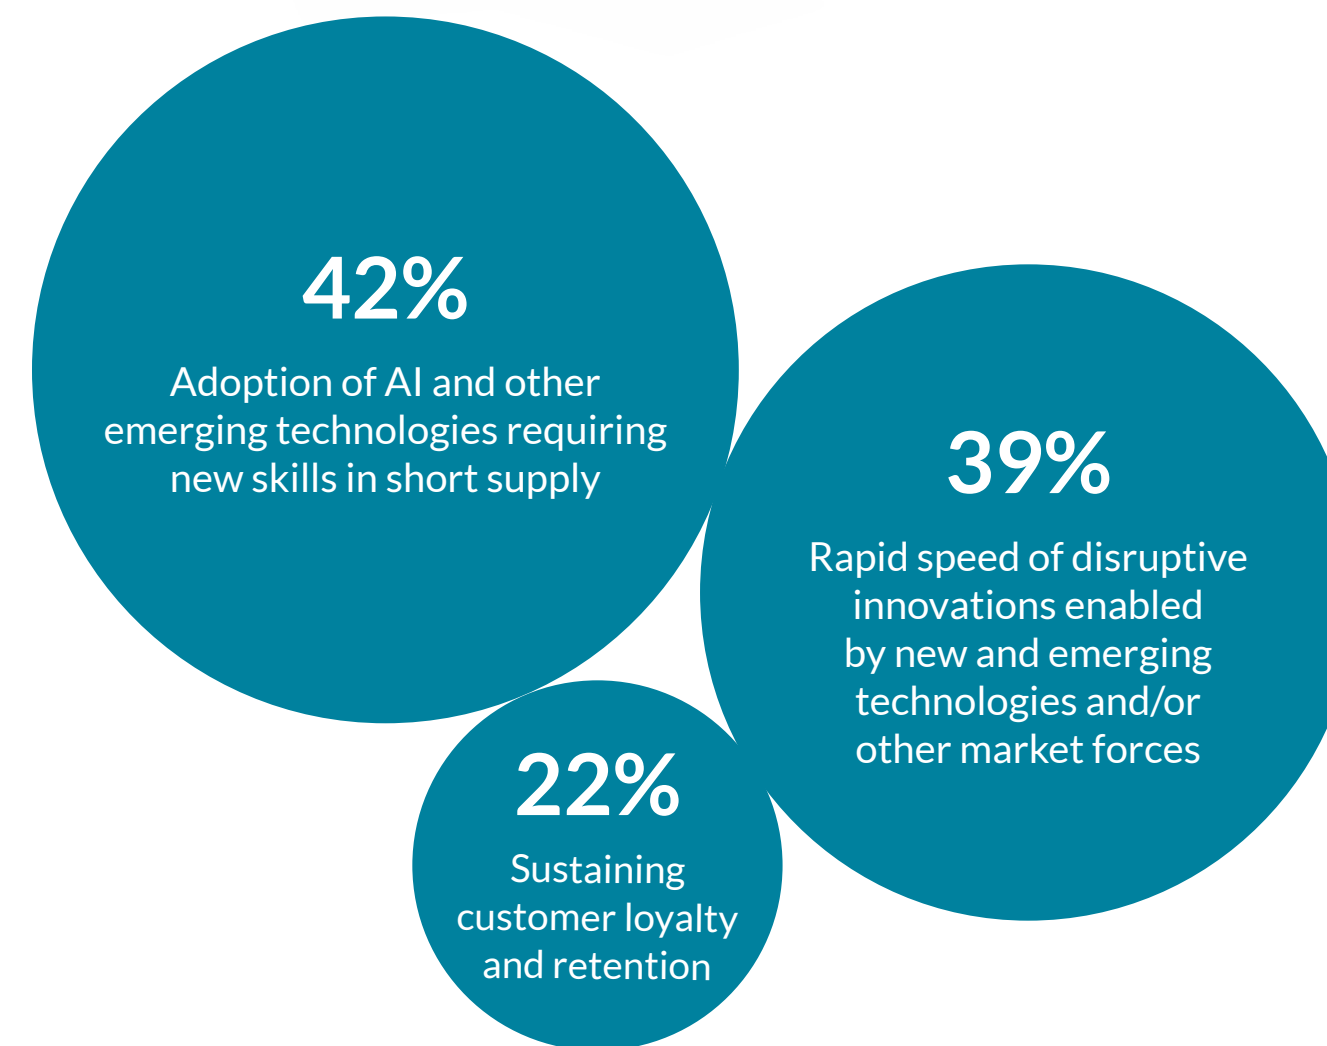 42%
Adoption of AI and other
emerging technologies requiring
new skills in short supply
39%
Rapid speed of disruptive
innovations enabled
by new and emerging
technologies and/or
other market forces
22%
Sustaining
customer loyalty
and retention